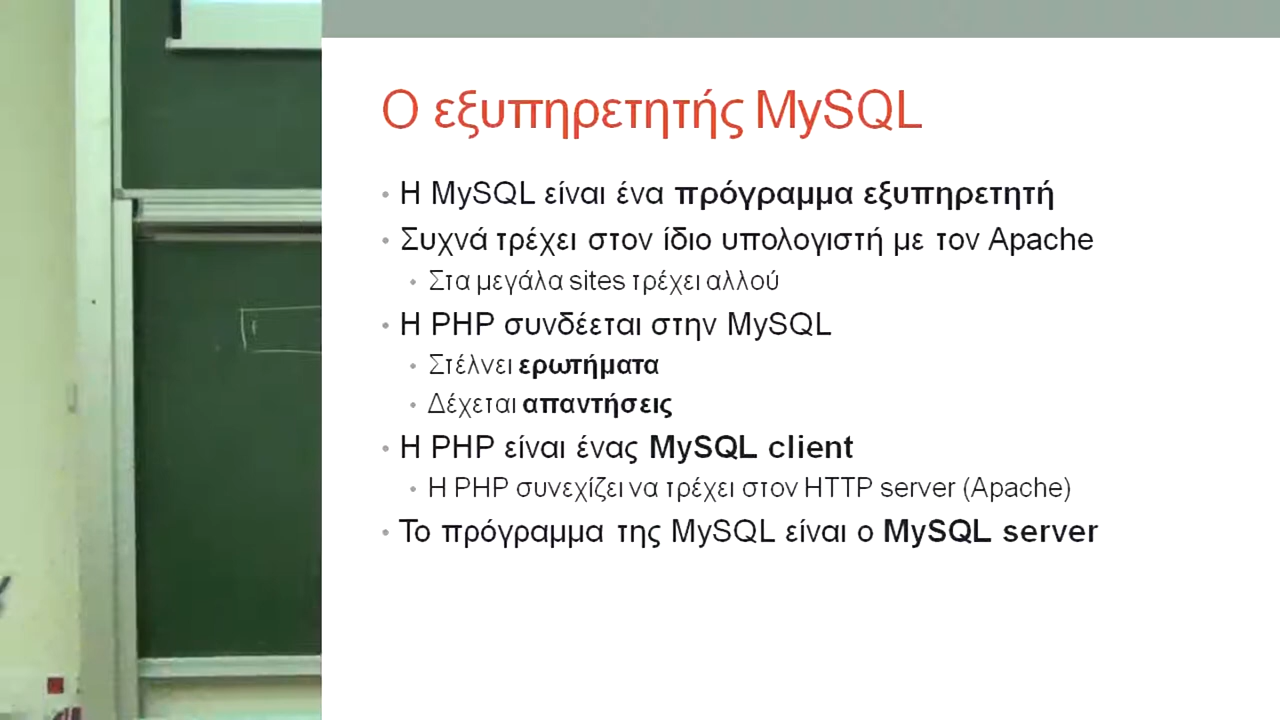 Ο εξυπηρετητής MySQL
• Η MySQL είναι ένα πρόγραμμα εξυπηρετητή
• Συχνά τρέχει στον ίδιο υπολογιστή με τον Apache
• Στα μεγάλα sites τρέχει αλλού
• Η PHP συνδέεται στην MySQL
• Στέλνει ερωτήματα
• Δέχεται απαντήσεις
• Η PHP είναι ένας MySQL client
• Η PHP συνεχίζει να τρέχει στον HTTP server (Apache)
• Το πρόγραμμα της MySQL είναι ο MySQL server